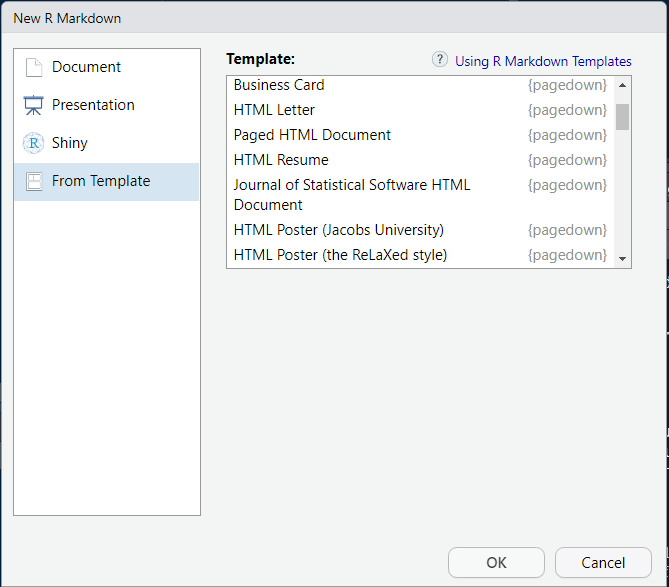 New R Markdown
Document
Presentation
R Shiny
From Template
Template:
? Using R Markdown Templates
Business Card {pagedown}
HTML Letter {pagedown}
Paged HTML Document {pagedown}
HTML Resume {pagedown}
Journal of Statistical Software HTML {pagedown}
Document
HTML Poster (Jacobs University) {pagedown}
HTML Poster (the ReLaXed style) {pagedown}
OK Cancel